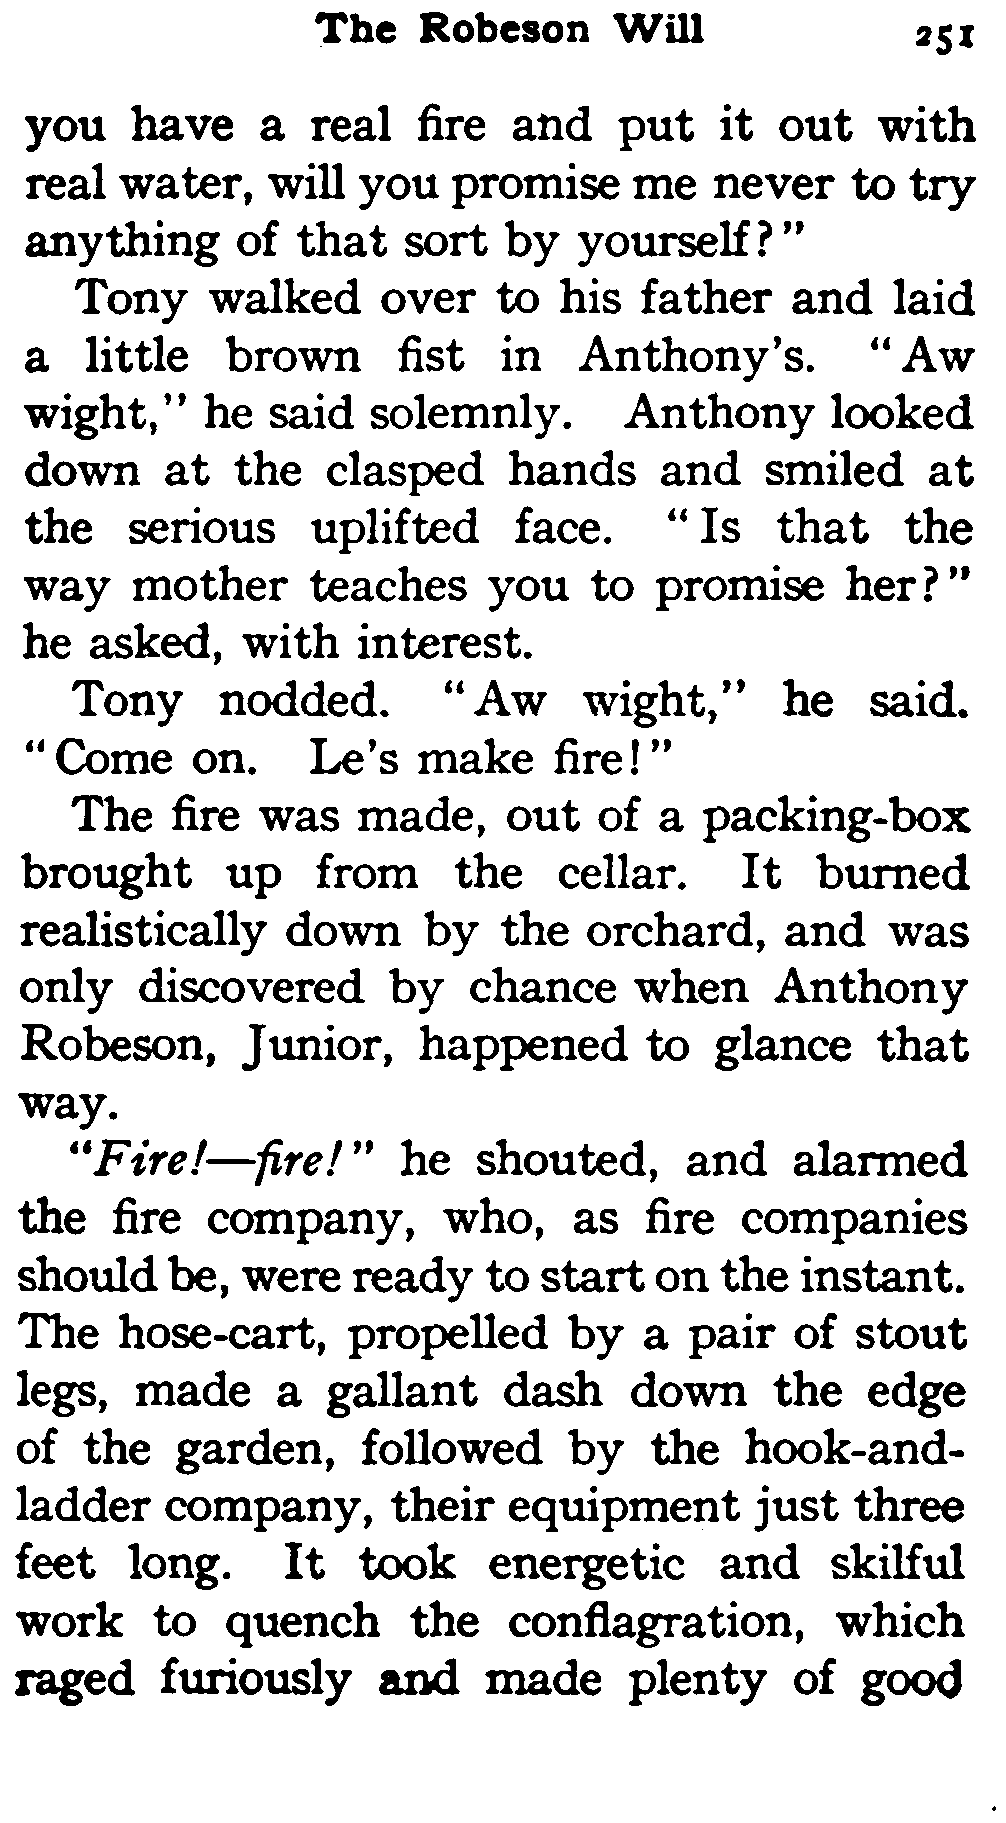 The Robeson Will 251
you have a real fire and put it out with
real water, will you promise me never to try
anything of that sort by yourself?"
Tony walked over to his father and laid
a little brown fist in Anthony's. "Aw
wight," he said solemnly. Anthony looked
down at the clasped hands and smiled at
the serious uplifted face. "Is that the
way mother teaches you to promise her?"
he asked, with interest.
Tony nodded. "Aw wight," he said.
"Come on. Le's make fire!"
The fire was made, out of a packing-box
brought up from the cellar. It burned
realistically down by the orchard, and was
only discovered by chance when Anthony
Robeson, Junior, happened to glance that
way.
"Fire!—fire!" he shouted, and alarmed
the fire company, who, as fire companies
should be, were ready to start on the instant.
The hose-cart, propelled by a pair of stout
legs, made a gallant dash down the edge
of the garden, followed by the hook-and-
ladder company, their equipment just three
feet long. It took energetic and skilful
work to quench the conflagration, which
raged furiously and made plenty of good